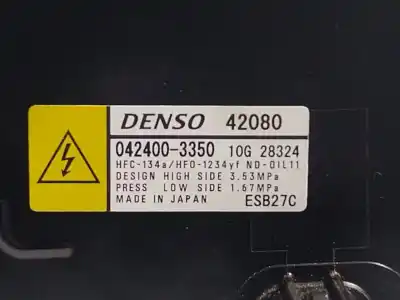 DENSO 42080
042400-3350 10G 28324
HFC-134a/HFO-1234yf ND-OIL11
DESIGN HIGH SIDE 3.53MPa
PRESS LOW SIDE 1.67MPa
MADE IN JAPAN ESB27C